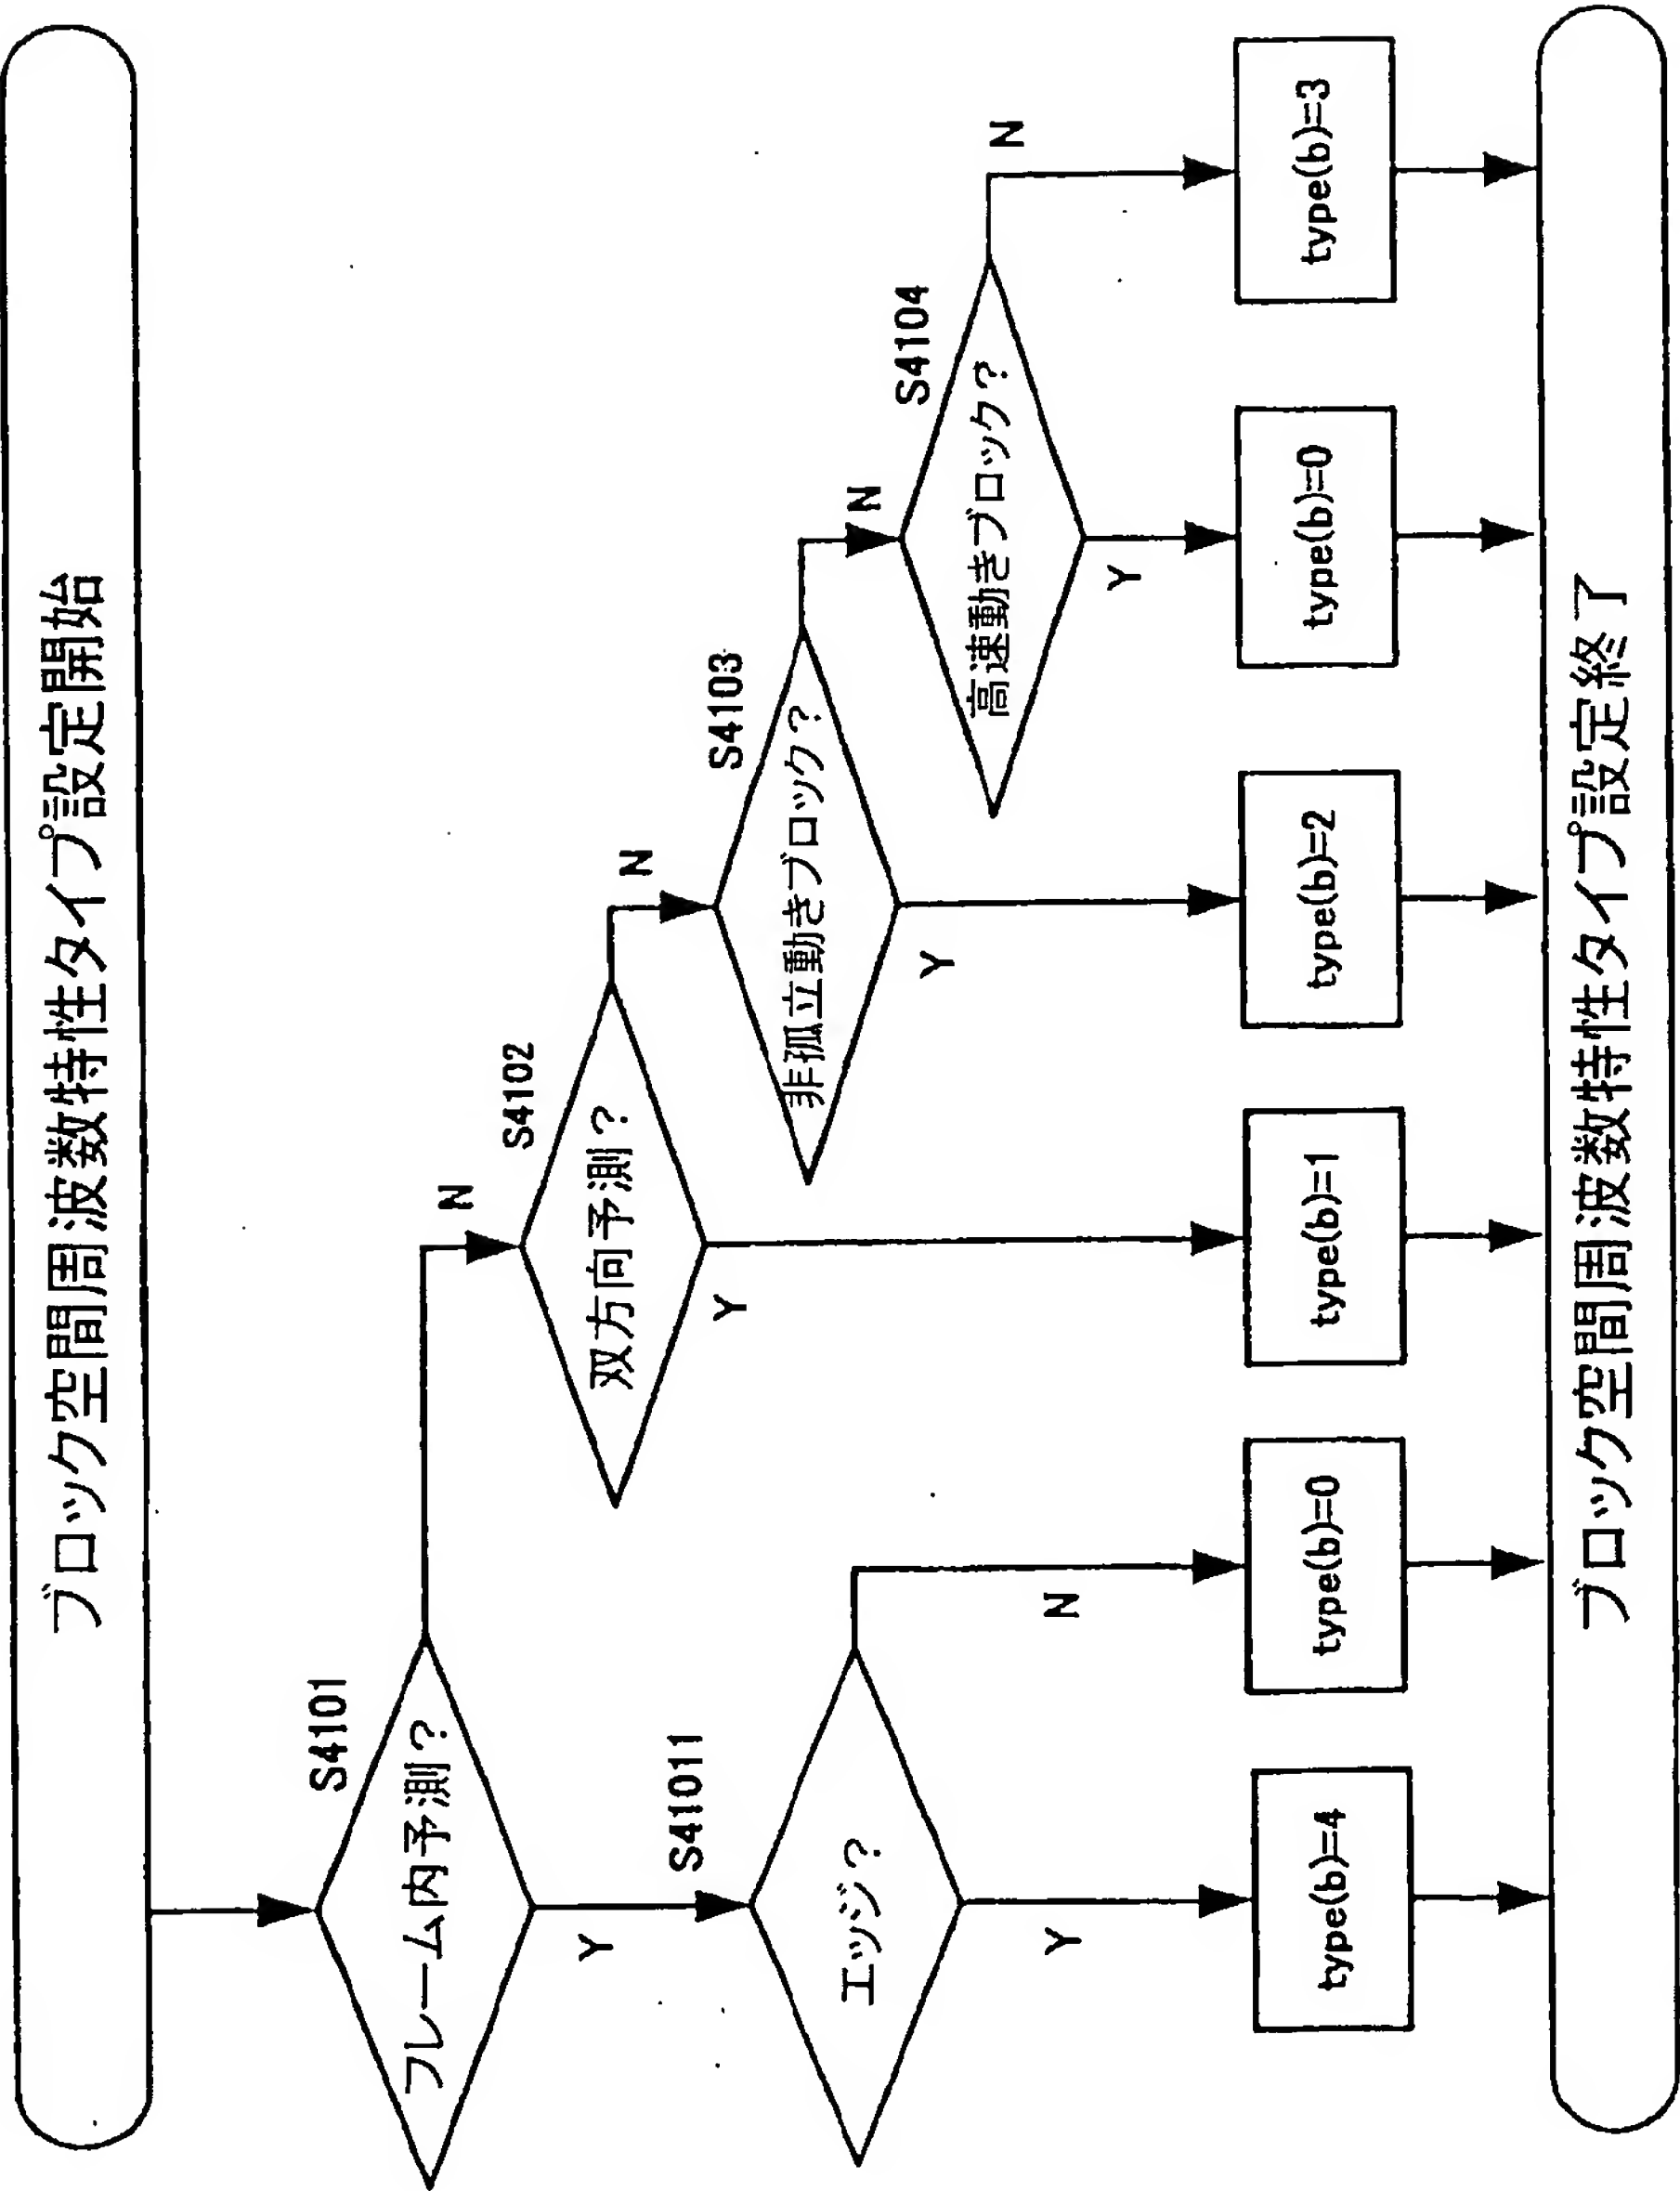 ブロック空間周波数特性タイプ設定開始
S4101
フレーム内予測?
N
Y
S4102
双方向予測?
N
Y
S4103
非孤立動きブロック?
N
Y
S4104
高速動きブロック?
N
Y
S41011
エッジ?
N
Y
type(b)=4
type(b)=0
type(b)=1
type(b)=2
type(b)=0
type(b)=3
ブロック空間周波数特性タイプ設定終了